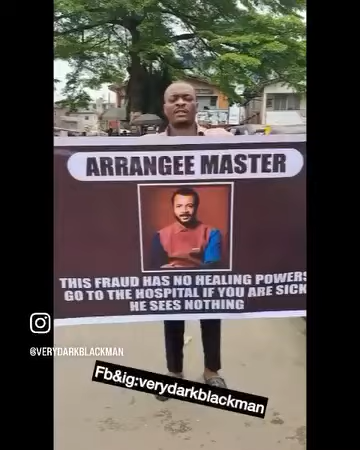 ARRANGEE MASTER
THIS FRAUD HAS NO HEALING POWERS
GO TO THE HOSPITAL IF YOU ARE SICK
HE SEES NOTHING
@VERYDARKBLACKMAN
Fb&ig:verydarkblackman